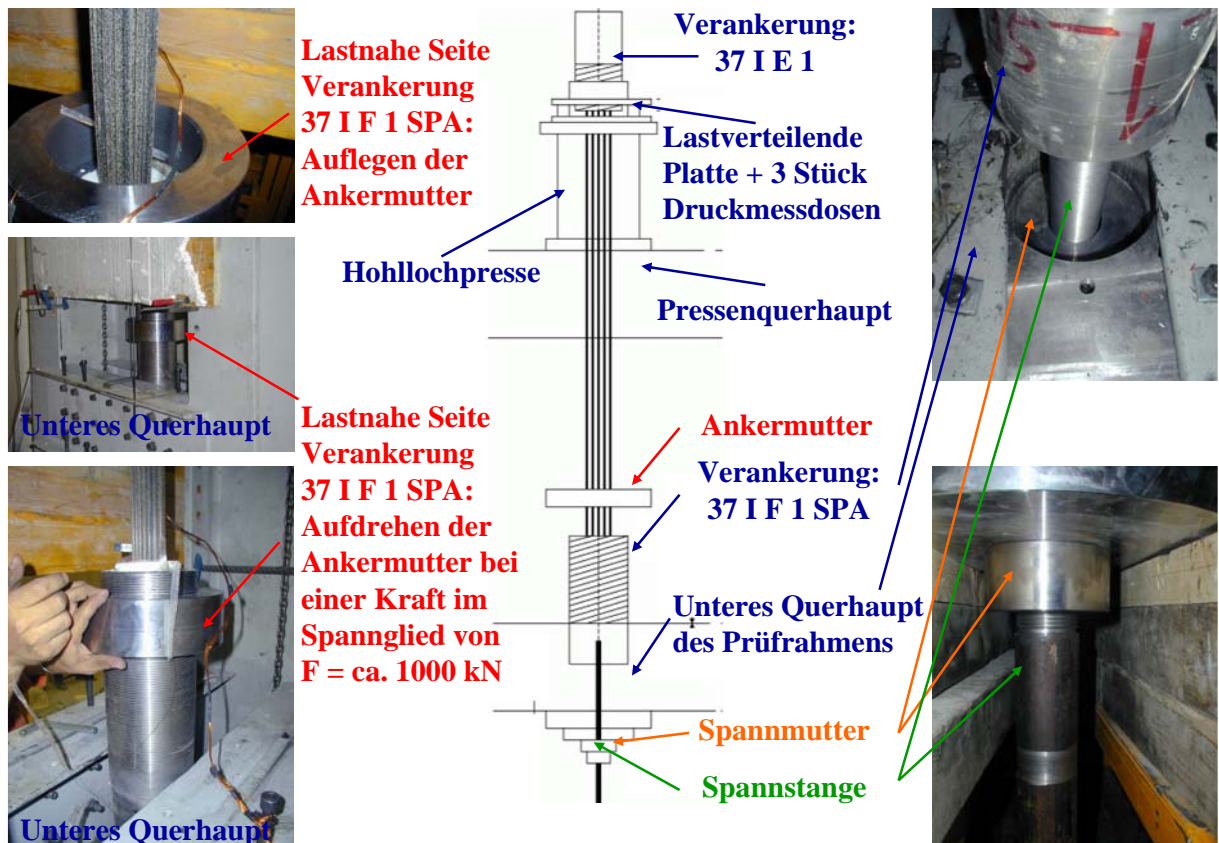 Lastnahe Seite
Verankerung
37 I F 1 SPA:
Auflegen der
Ankermutter
Verankerung:
37 I E 1
Lastverteilende
Platte + 3 Stück
Druckmessdosen
Hohllochpresse
Pressenquerhaupt
Unteres Querhaupt
Lastnahe Seite
Verankerung
37 I F 1 SPA:
Aufdrehen der
Ankermutter bei
einer Kraft im
Spannglied von
F = ca. 1000 kN
Ankermutter
Verankerung:
37 I F 1 SPA
Unteres Querhaupt
des Prüfrahmens
Spannmutter
Spannstange
Unteres Querhaupt